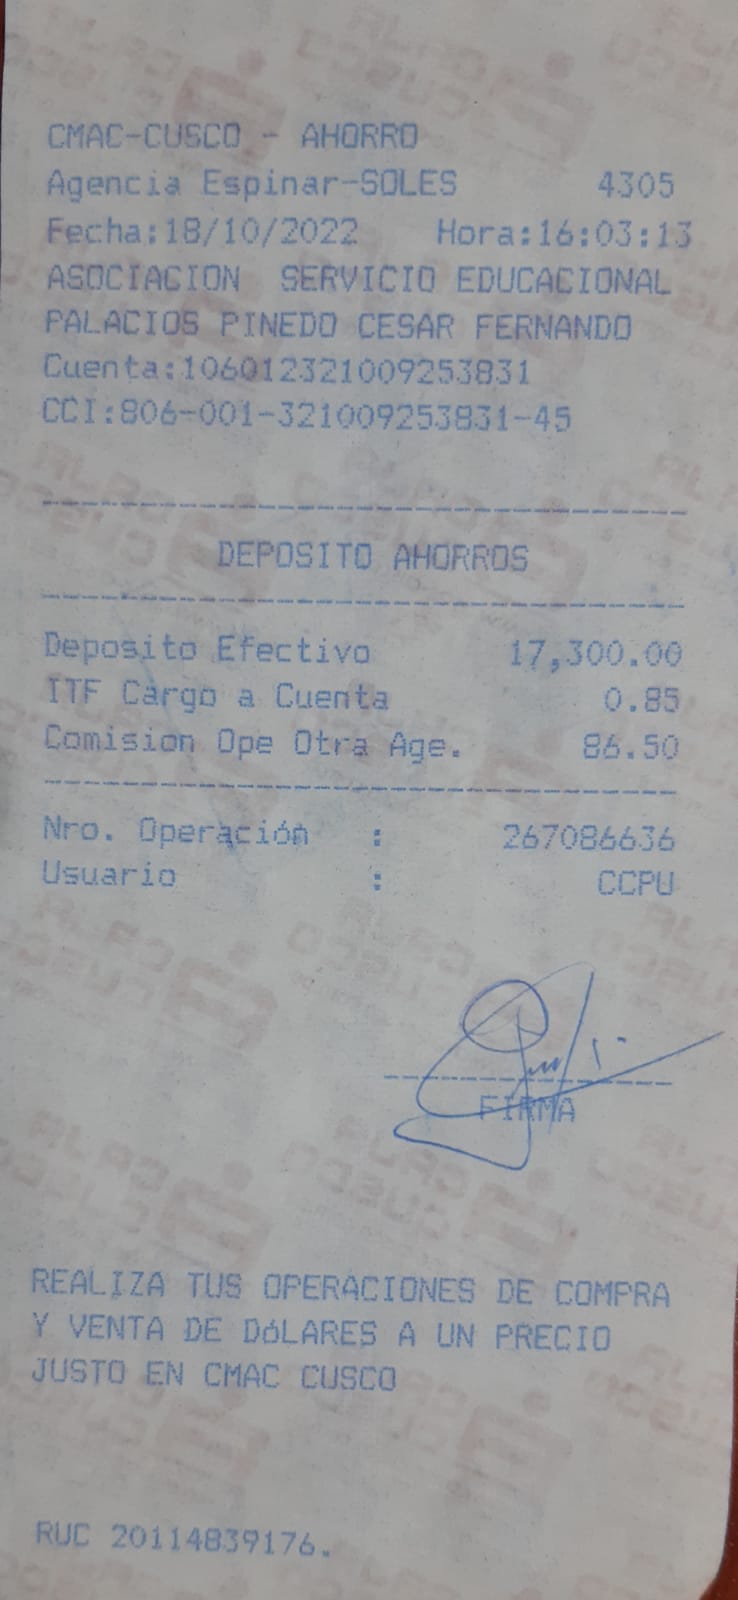 CMAC-CUSCO - AHORRO
Agencia Espinar-SOLES 4305
Fecha:18/10/2022 Hora:16:03:13
ASOCIACION SERVICIO EDUCACIONAL
PALACIOS PINEDO CESAR FERNANDO
Cuenta:106012321009253831
CCI:806-001-321009253831-45
DEPOSITO AHORROS
Deposito Efectivo 17,300.00
ITF Cargo a Cuenta 0.85
Comision Ope Otra Age. 86.50
Nro. Operación : 267086636
Usuario : CCPU
FIRMA
REALIZA TUS OPERACIONES DE COMPRA
Y VENTA DE DóLARES A UN PRECIO
JUSTO EN CMAC CUSCO
RUC 20114839176.